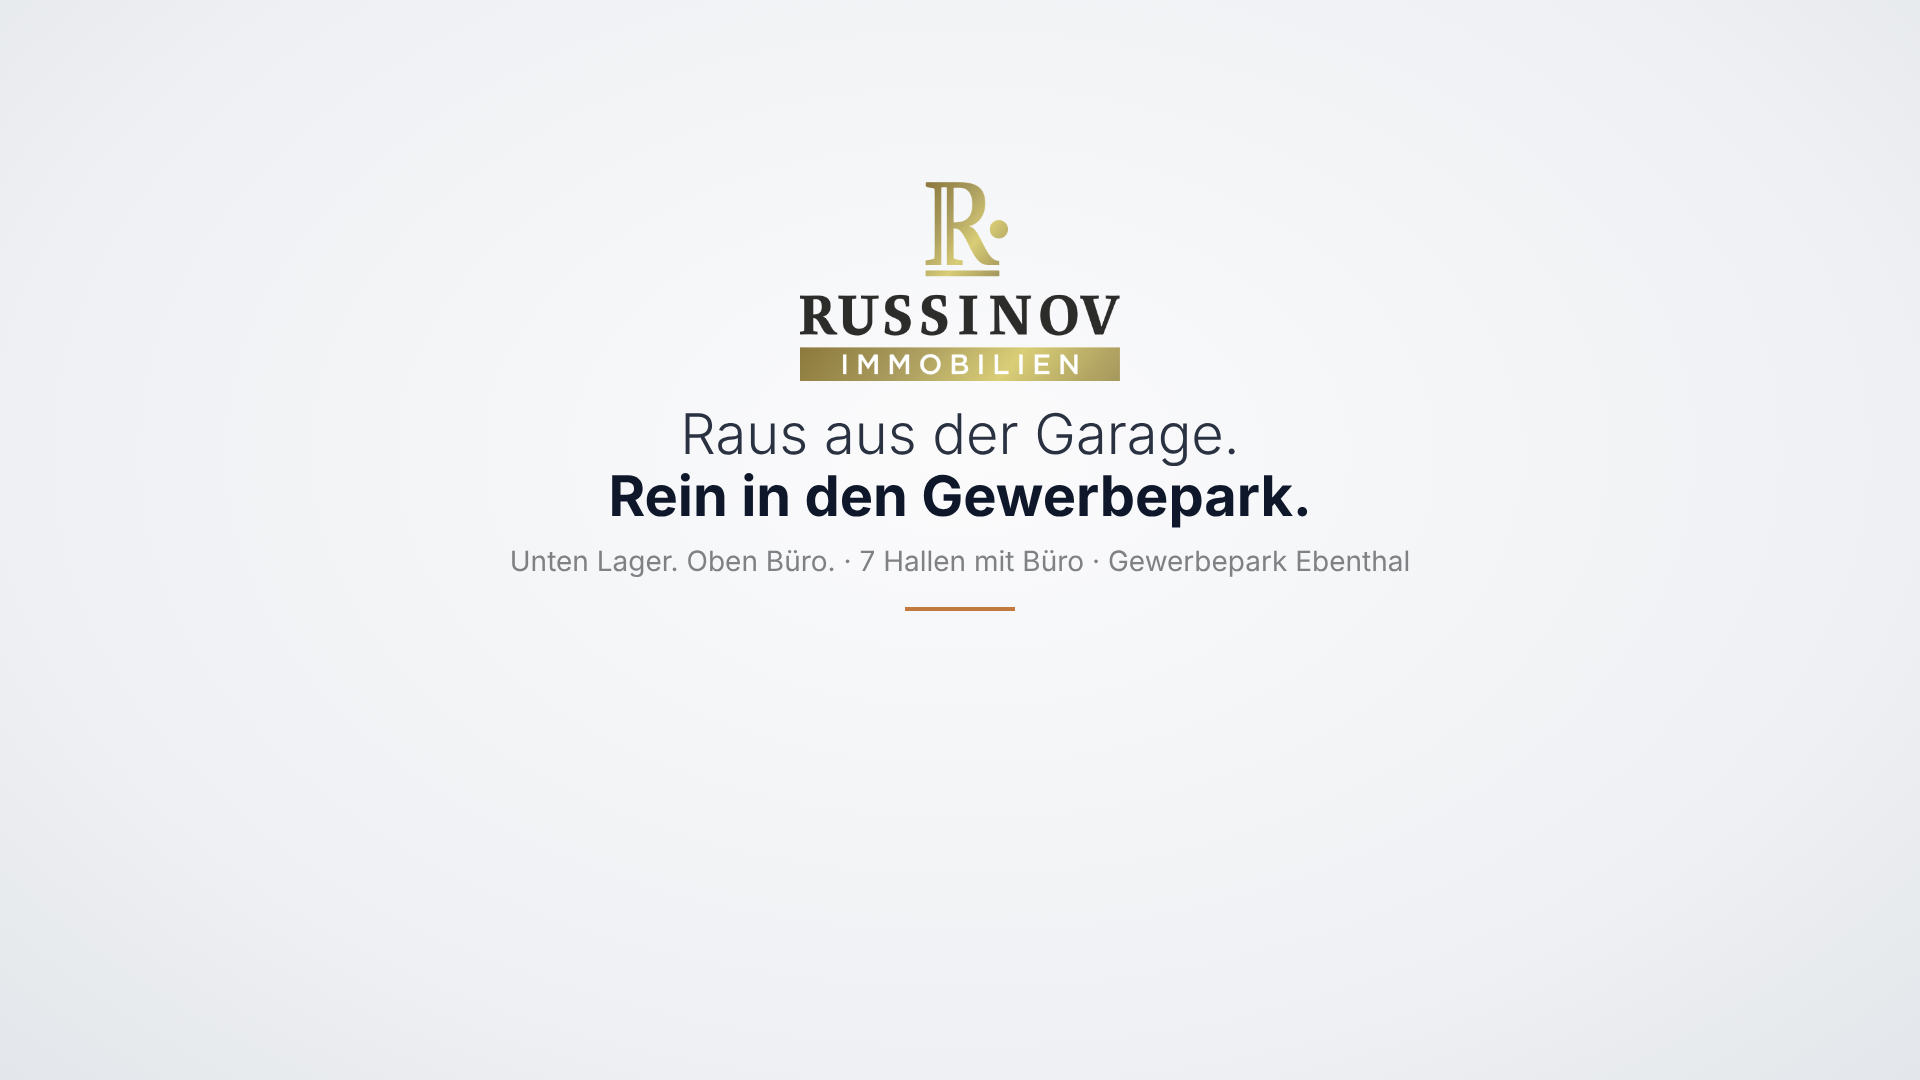 R.
RUSSINOV
IMMOBILIEN
Raus aus der Garage.
Rein in den Gewerbepark.
Unten Lager. Oben Büro. · 7 Hallen mit Büro · Gewerbepark Ebenthal